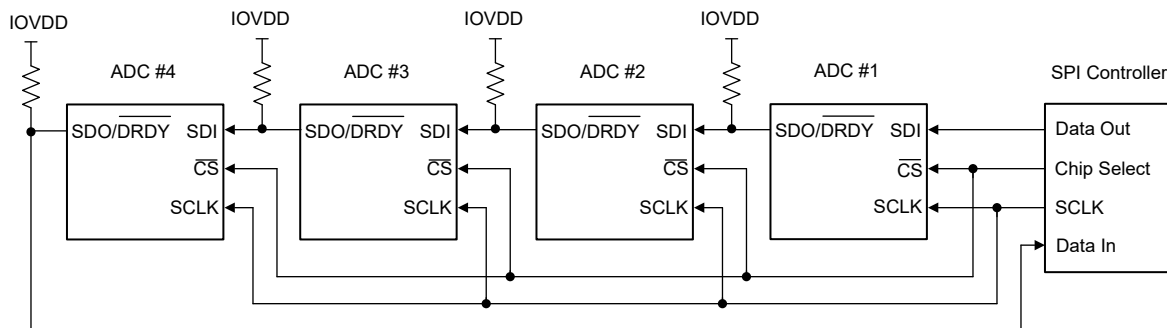 IOVDD IOVDD IOVDD IOVDD
ADC #4 ADC #3 ADC #2 ADC #1 SPI Controller
SDO/DRDY SDI SDO/DRDY SDI SDO/DRDY SDI SDO/DRDY SDI Data Out
CS CS CS CS Chip Select
SCLK SCLK SCLK SCLK SCLK
Data In